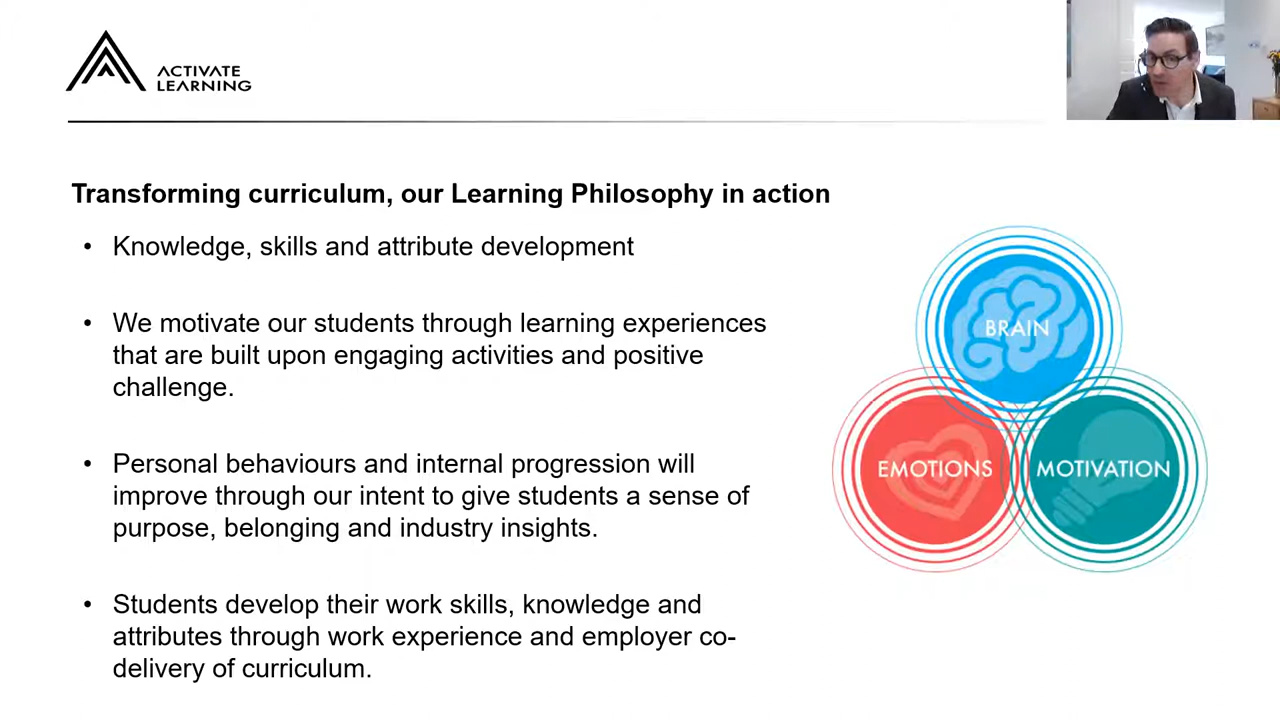 ACTIVATE
LEARNING
Transforming curriculum, our Learning Philosophy in action
• Knowledge, skills and attribute development
• We motivate our students through learning experiences
that are built upon engaging activities and positive
challenge.
• Personal behaviours and internal progression will
improve through our intent to give students a sense of
purpose, belonging and industry insights.
• Students develop their work skills, knowledge and
attributes through work experience and employer co-
delivery of curriculum.
BRAIN
EMOTIONS
MOTIVATION